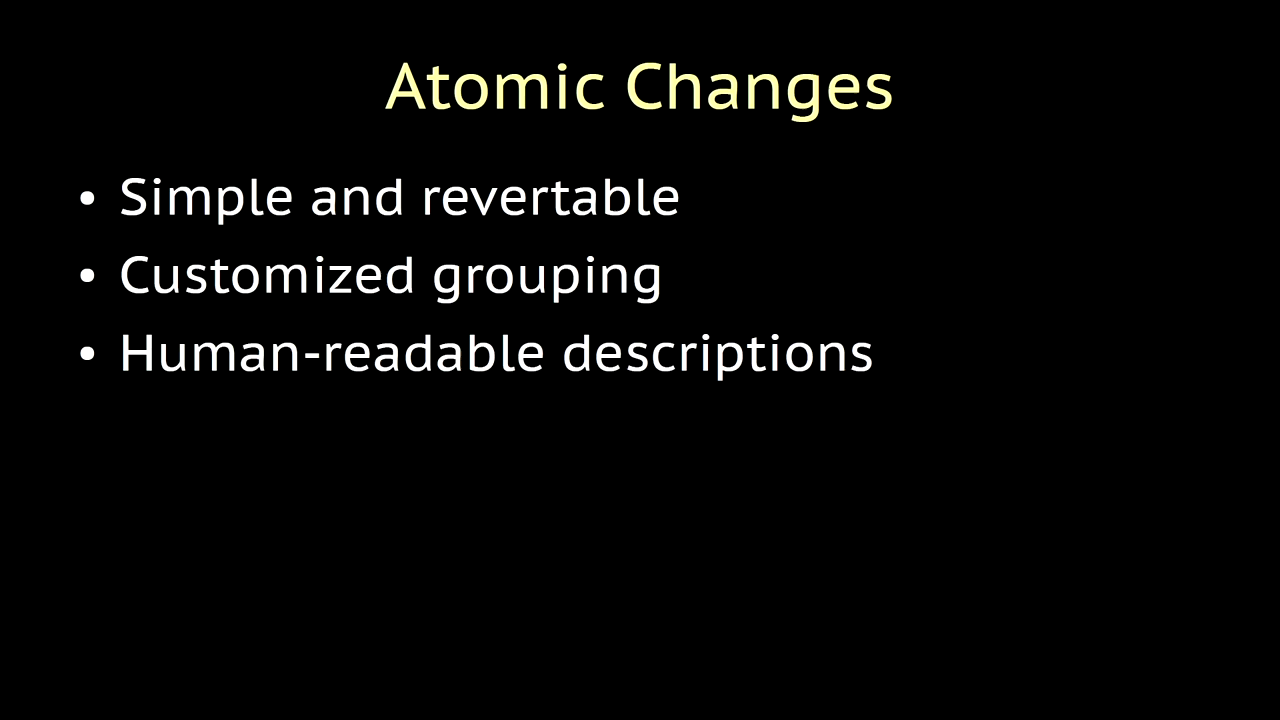 Atomic Changes
• Simple and revertable
• Customized grouping
• Human-readable descriptions